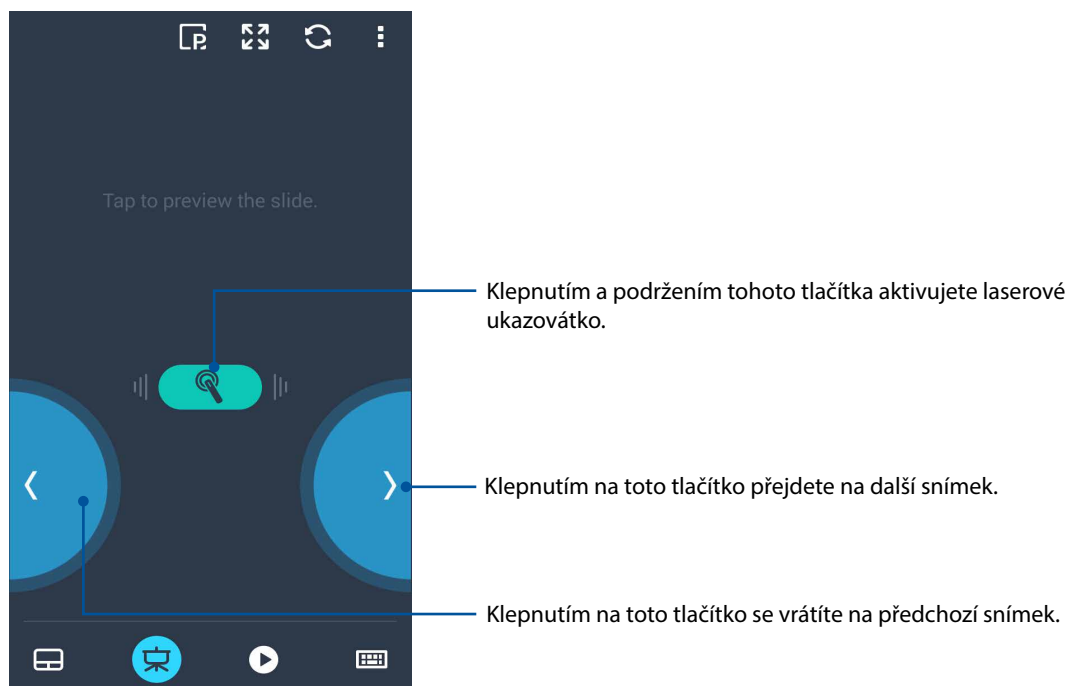 Tap to preview the slide.
Klepnutím a podržením tohoto tlačítka aktivujete laserové
ukazovátko.
Klepnutím na toto tlačítko přejdete na další snímek.
Klepnutím na toto tlačítko se vrátíte na předchozí snímek.